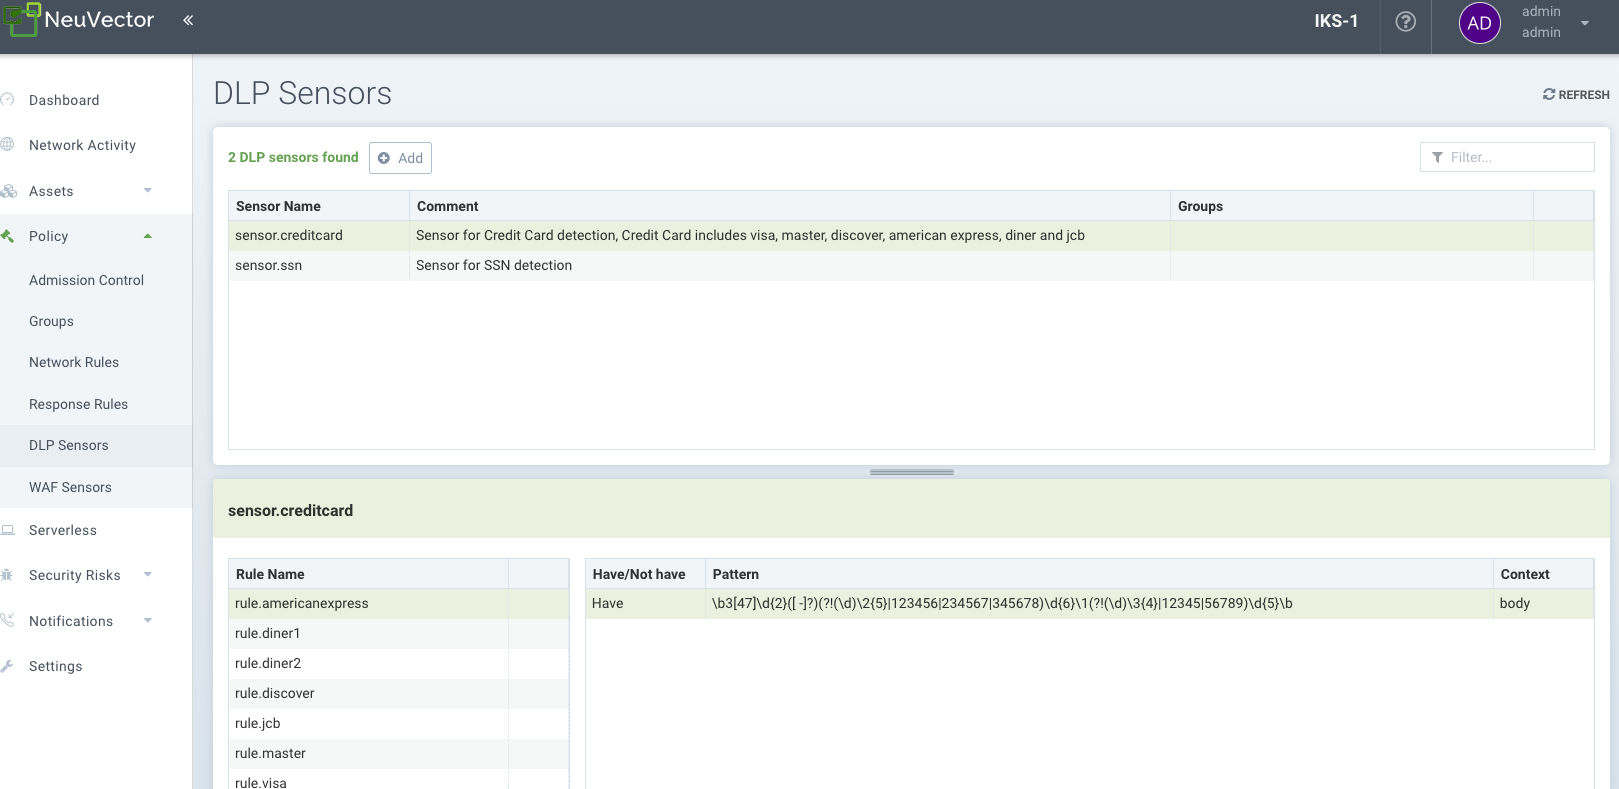 NeuVector «
IKS-1
AD
admin
admin
Dashboard
Network Activity
Assets
Policy
Admission Control
Groups
Network Rules
Response Rules
DLP Sensors
WAF Sensors
Serverless
Security Risks
Notifications
Settings
DLP Sensors
REFRESH
2 DLP sensors found Add
Filter...
Sensor Name Comment Groups
sensor.creditcard Sensor for Credit Card detection, Credit Card includes visa, master, discover, american express, diner and jcb
sensor.ssn Sensor for SSN detection
sensor.creditcard
Rule Name
rule.americanexpress
rule.diner1
rule.diner2
rule.discover
rule.jcb
rule.master
rule.visa
Have/Not have Pattern Context
Have \b3[47]\d{2}([ -]?)(?!(\d)\2{5}|123456|234567|345678)\d{6}\1(?!(\d)\3{4}|12345|56789)\d{5}\b body